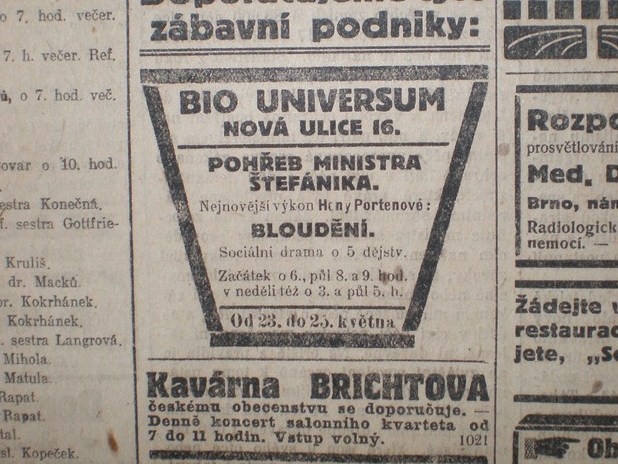 7. hod. večer.
7. h. večer. Ref.
o 7. hod. več.
o 10. hod.
sestra Konečná.
sestra Gottfrie-
Kruliš.
dr. Macků.
Kokrhánek.
Kokrhánek.
sestra Langrová.
Mihola.
Matula.
Rapat.
Rapat.
Kopeček.
zábavní podniky:
BIO UNIVERSUM
NOVÁ ULICE 16.
POHŘEB MINISTRA
ŠTEFÁNIKA.
Nejnovější výkon Heny Portenové:
BLOUDĚNÍ.
Sociální drama o 5 dějstv.
Začátek o 6., půl 8. a 9. hod.
v neděli též o 3. a půl 5. h.
Od 23. do 25. května
Kavárna BRICHTOVA
českému obecenstvu se doporučuje. —
Denně koncert salonního kvarteta od
7 do 11 hodin. Vstup volný. 1021
Rozpo
prosvětlování
Med. D
Brno, nám
Radiologick
nemocí. —
Žádejte v
restaurac
jete, „Se
Ob